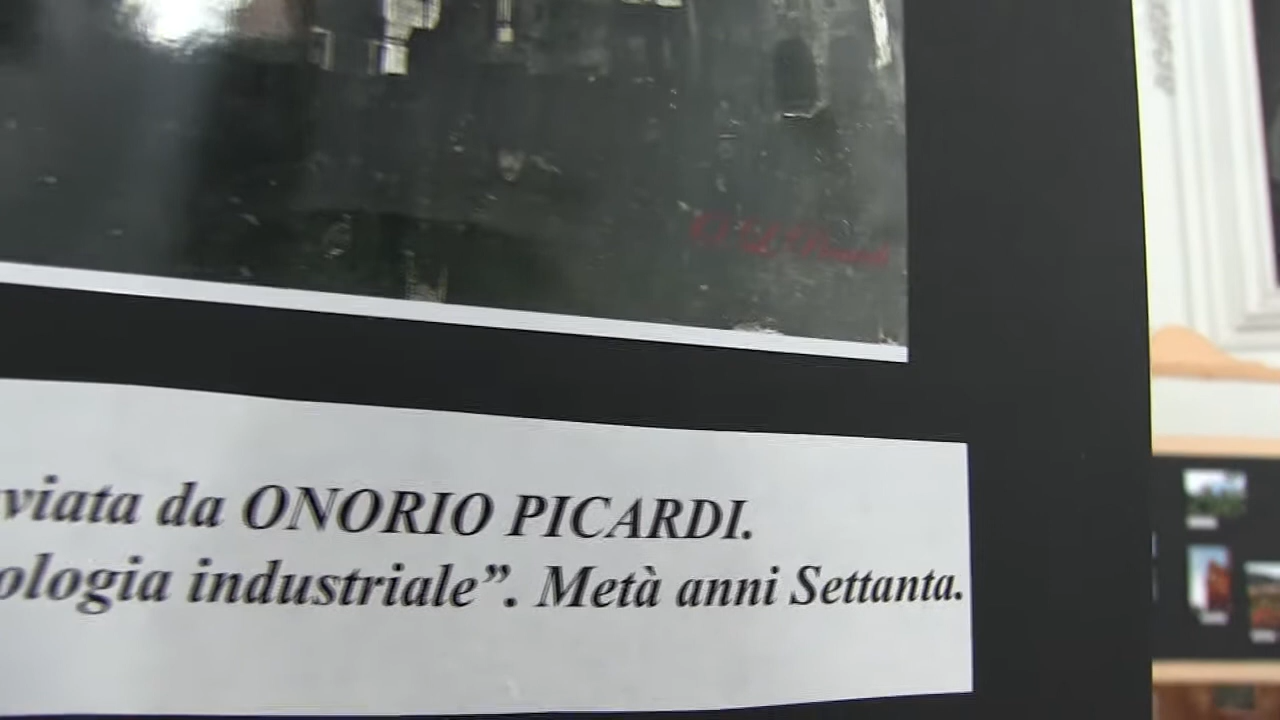 viata da ONORIO PICARDI.
ologia industriale”. Metà anni Settanta.